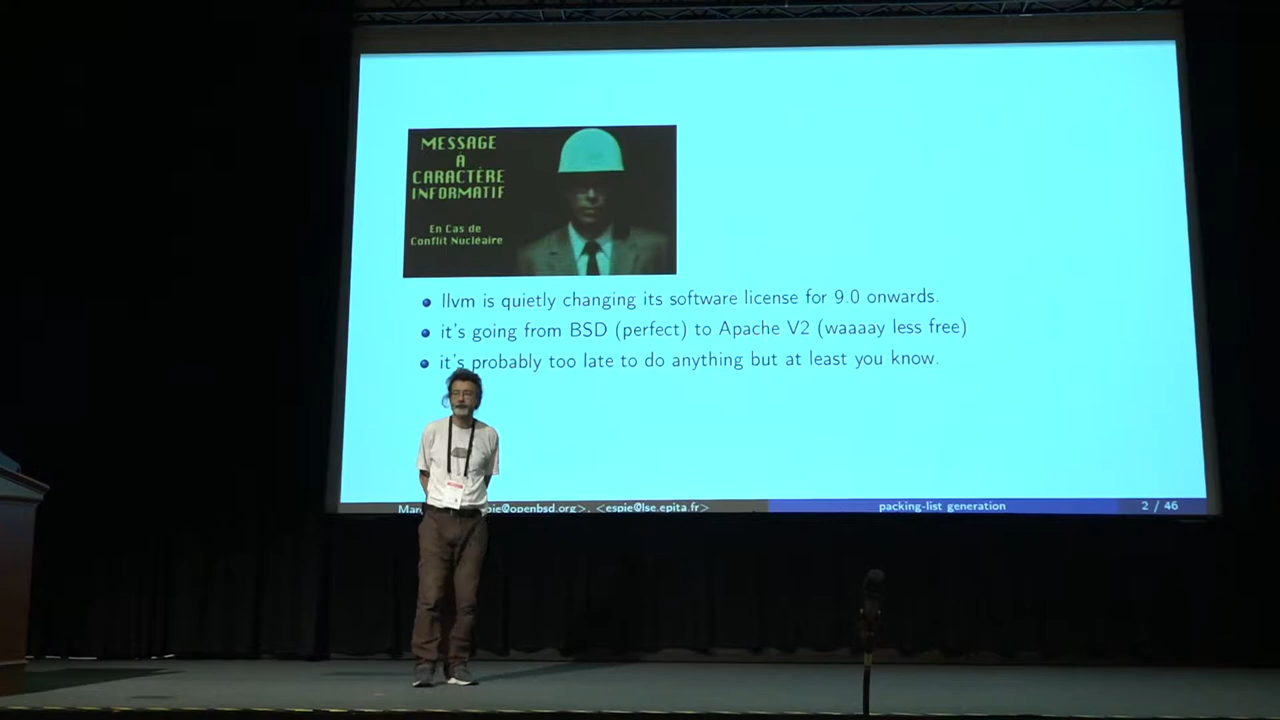 MESSAGE
À
CARACTÈRE
INFORMATIF
En Cas de
Conflit Nucléaire
llvm is quietly changing its software license for 9.0 onwards.
it's going from BSD (perfect) to Apache V2 (waaaay less free)
it's probably too late to do anything but at least you know.
<espie@lse.epita.fr>
packing-list generation
2 / 46